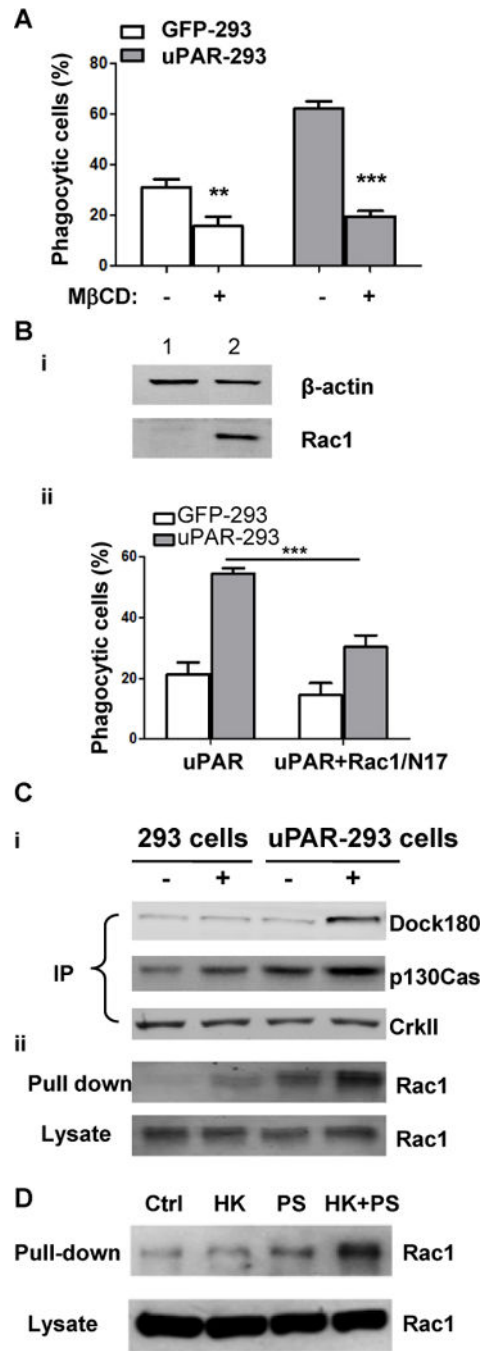 A
GFP-293
uPAR-293
Phagocytic cells (%)
80
60
40
20
0
**
***
MβCD: - + - +
B
i
1 2
β-actin
Rac1
ii
GFP-293
uPAR-293
Phagocytic cells (%)
60
40
20
0
***
uPAR uPAR+Rac1/N17
C
i
293 cells uPAR-293 cells
- + - +
IP
Dock180
p130Cas
CrkII
ii
Pull down Rac1
Lysate Rac1
D
Ctrl HK PS HK+PS
Pull-down Rac1
Lysate Rac1